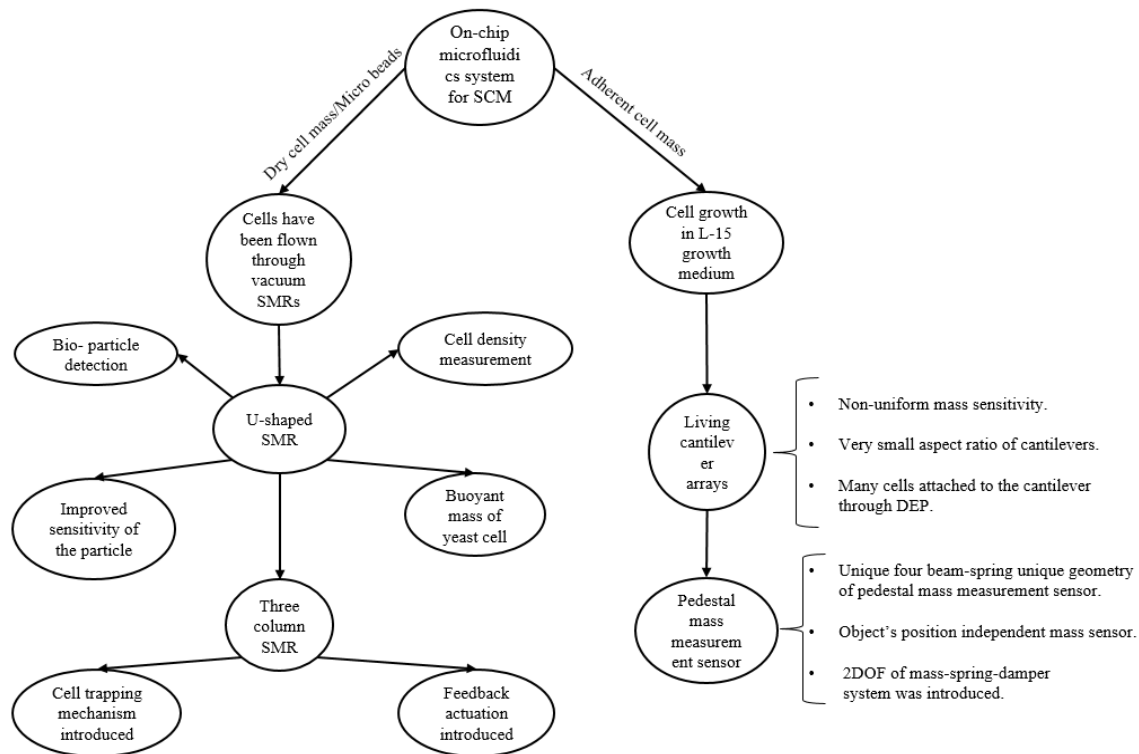 On-chip
microfluidi
cs system
for SCM
Dry cell mass/Micro beads
Adherent cell mass
Cells have
been flown
through
vacuum
SMRs
Cell growth
in L-15
growth
medium
Bio- particle
detection
Cell density
measurement
U-shaped
SMR
Living
cantilev
er
arrays
• Non-uniform mass sensitivity.
• Very small aspect ratio of cantilevers.
• Many cells attached to the cantilever
through DEP.
Improved
sensitivity of
the particle
Buoyant
mass of
yeast cell
Three
column
SMR
Pedestal
mass
measurem
ent sensor
• Unique four beam-spring unique geometry
of pedestal mass measurement sensor.
• Object’s position independent mass sensor.
• 2DOF of mass-spring-damper
system was introduced.
Cell trapping
mechanism
introduced
Feedback
actuation
introduced